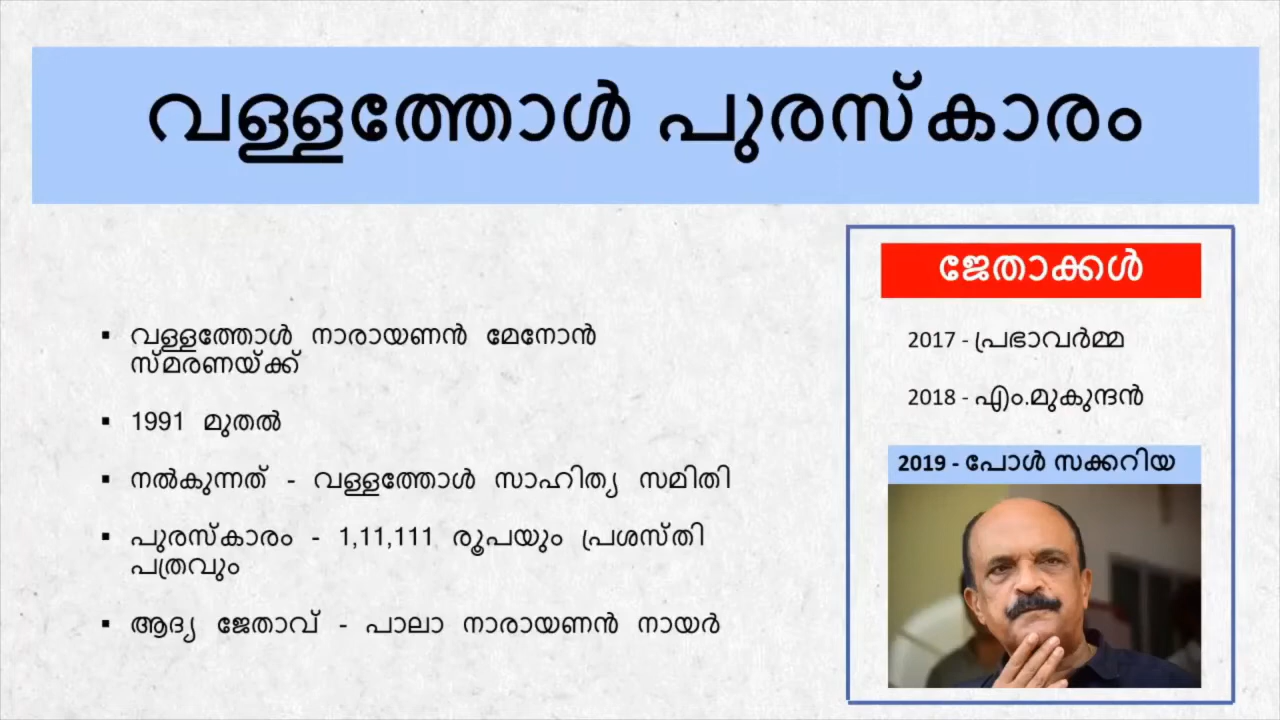 വള്ളത്തോൾ പുരസ്കാരം
▪ വള്ളത്തോൾ നാരായണൻ മേനോൻ
സ്മരണയ്ക്ക്
▪ 1991 മുതൽ
▪ നൽകുന്നത് - വള്ളത്തോൾ സാഹിത്യ സമിതി
▪ പുരസ്കാരം - 1,11,111 രൂപയും പ്രശസ്തി
പത്രവും
▪ ആദ്യ ജേതാവ് - പാലാ നാരായണൻ നായർ
ജേതാക്കൾ
2017 - പ്രഭാവർമ്മ
2018 - എം.മുകുന്ദൻ
2019 - പോൾ സക്കറിയ